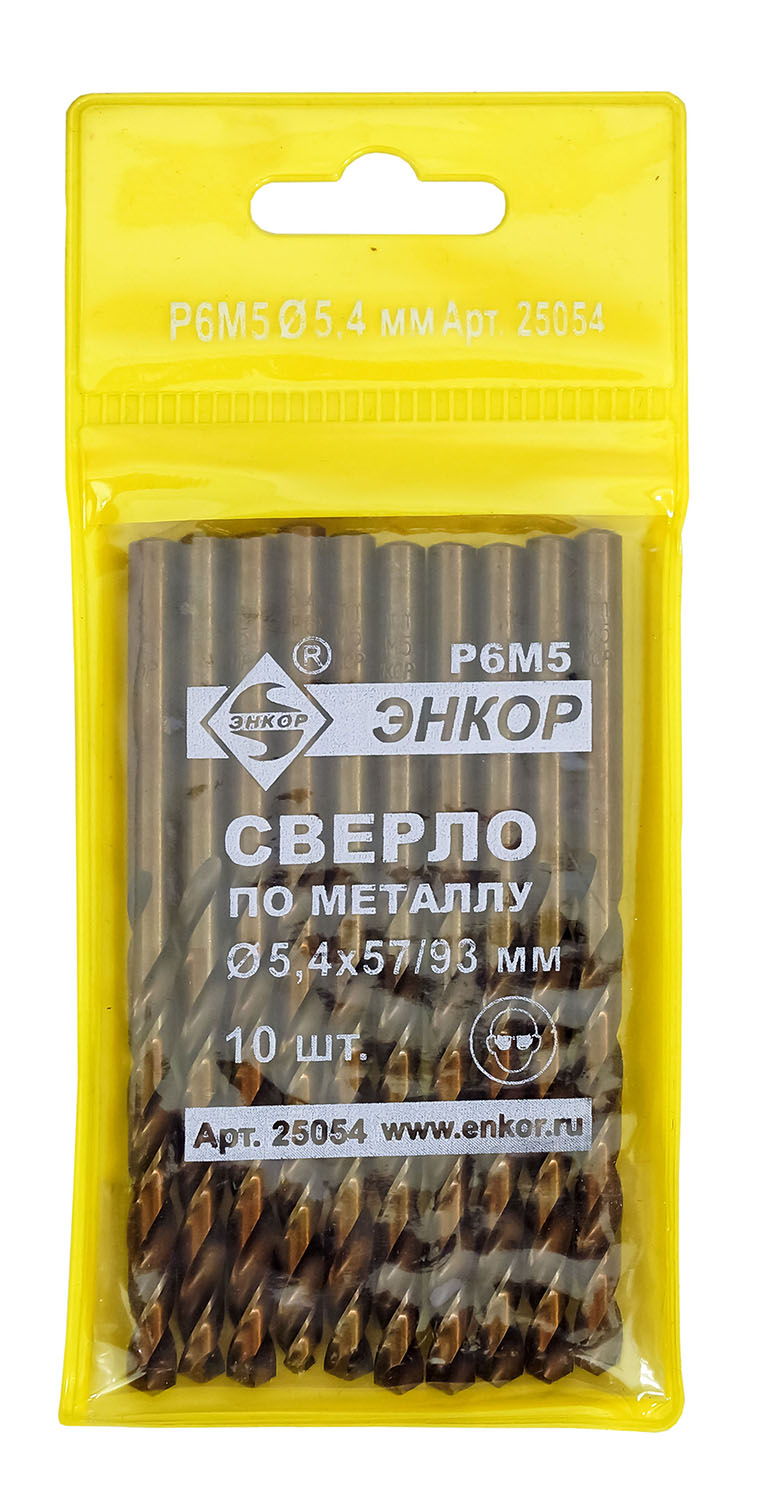 Р6М5 Ø 5,4 мм Арт. 25054
Р6М5
®
ЭНКОР ЭНКОР
СВЕРЛО
ПО МЕТАЛЛУ
Ø 5,4х57/93 мм
10 шт.
Арт. 25054 www.enkor.ru